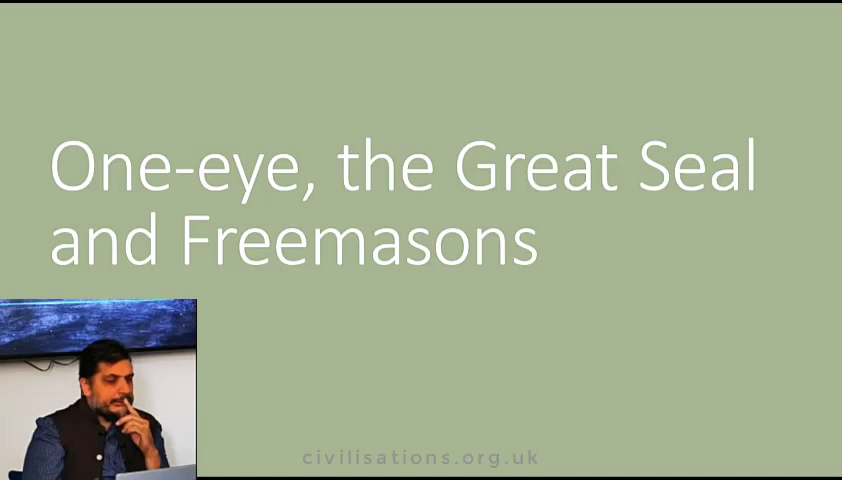 One-eye, the Great Seal
and Freemasons
civilisations.org.uk